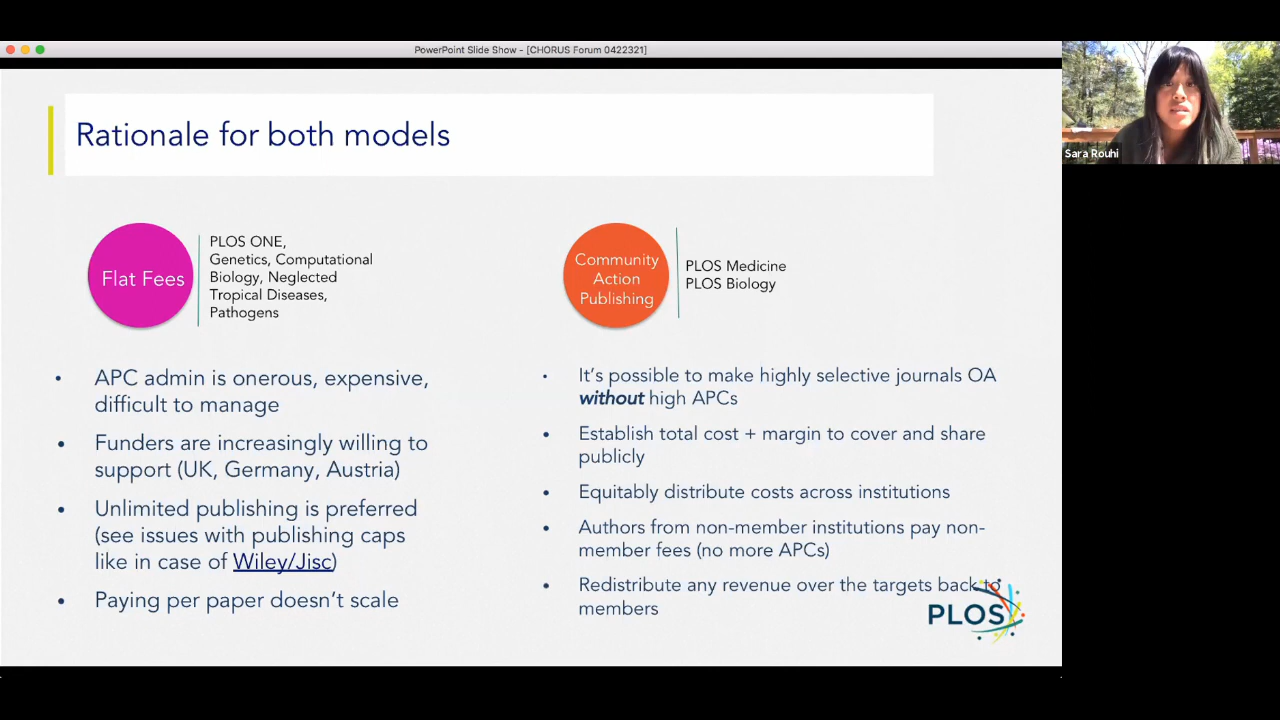 PowerPoint Slide Show - [CHORUS Forum 0422321]
Sara Rouhi
Rationale for both models
Flat Fees
PLOS ONE,
Genetics, Computational
Biology, Neglected
Tropical Diseases,
Pathogens
• APC admin is onerous, expensive,
difficult to manage
• Funders are increasingly willing to
support (UK, Germany, Austria)
• Unlimited publishing is preferred
(see issues with publishing caps
like in case of Wiley/Jisc)
• Paying per paper doesn't scale
Community
Action
Publishing
PLOS Medicine
PLOS Biology
• It's possible to make highly selective journals OA
without high APCs
• Establish total cost + margin to cover and share
publicly
• Equitably distribute costs across institutions
• Authors from non-member institutions pay non-
member fees (no more APCs)
• Redistribute any revenue over the targets back to
members
PLOS